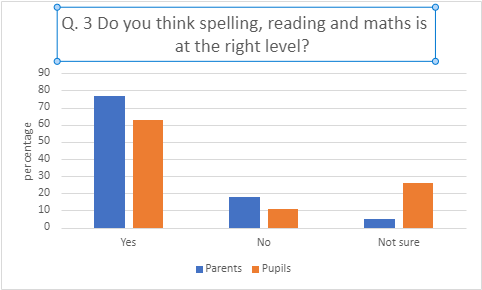 Q. 3 Do you think spelling, reading and maths is
at the right level?
90
80
70
60
50
40
30
20
10
0
percentage
Yes
No
Not sure
Parents
Pupils